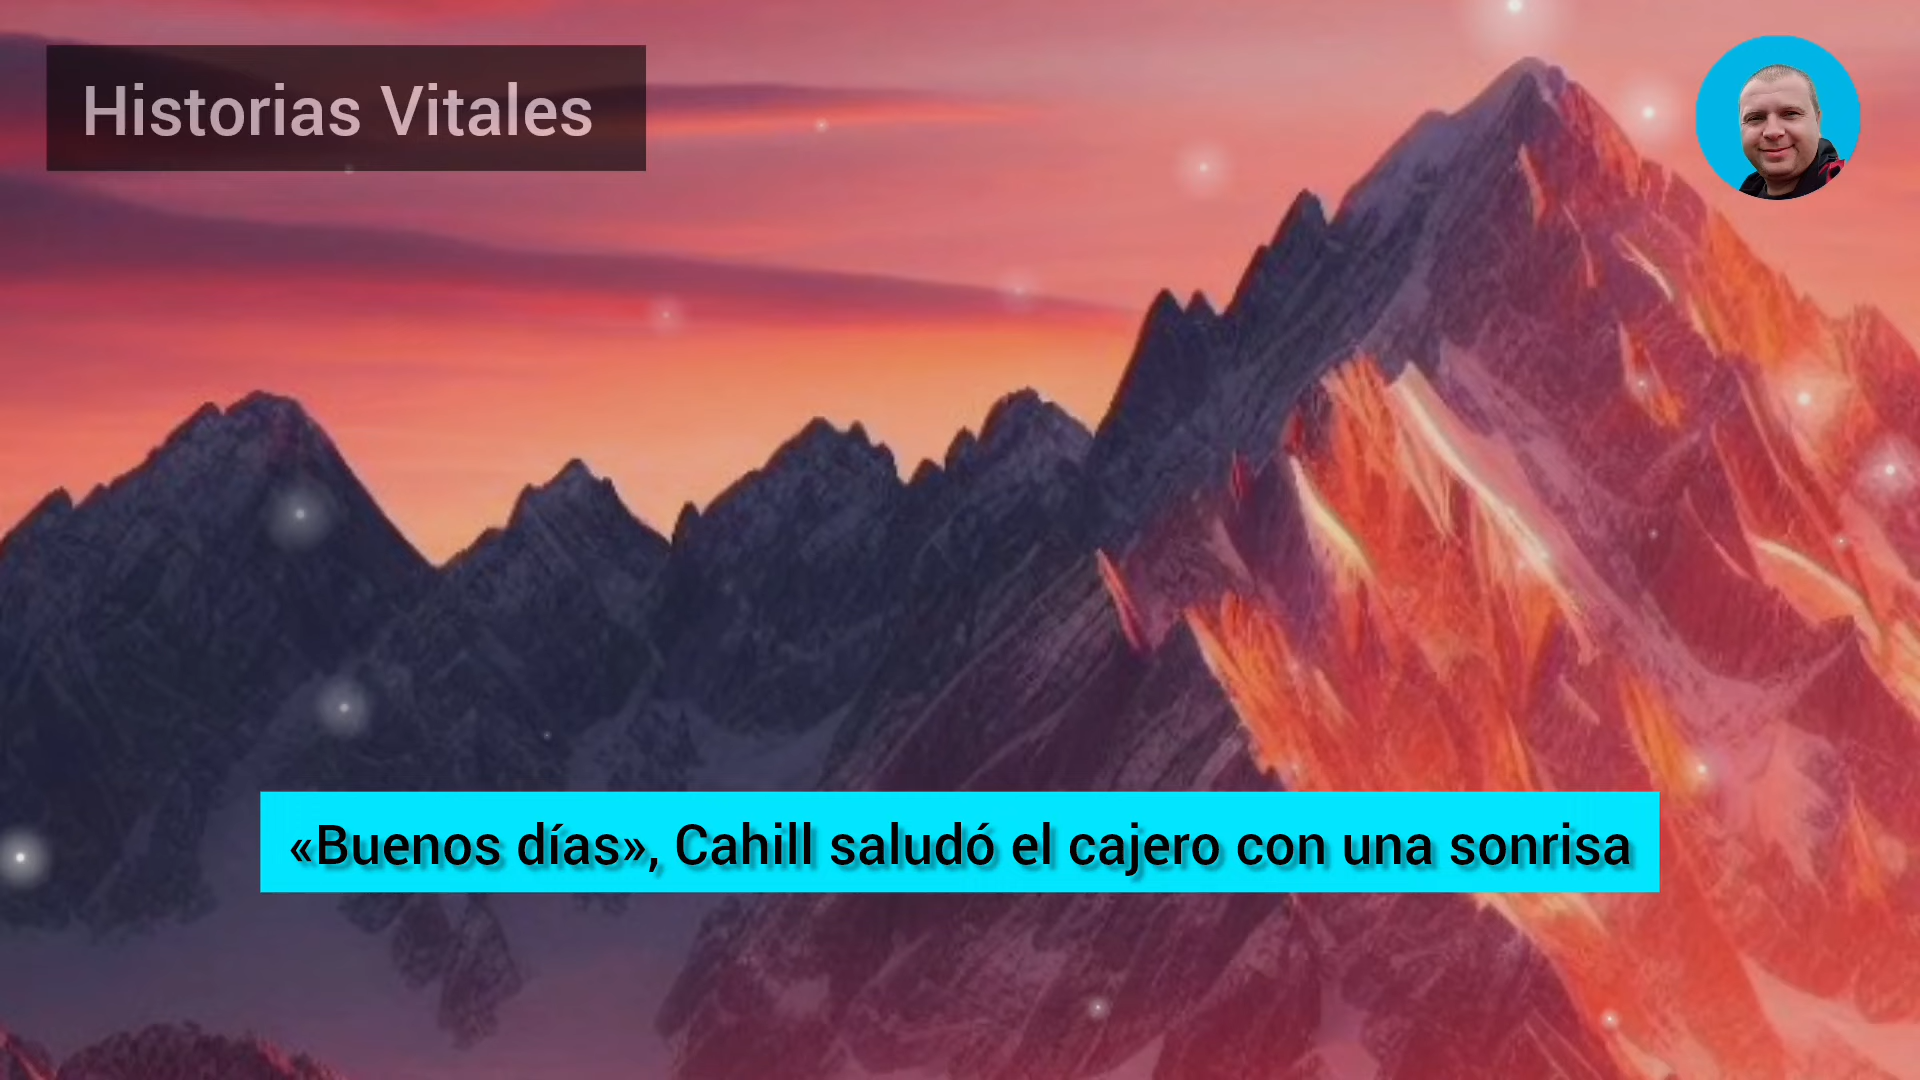 Historias Vitales
«Buenos días», Cahill saludó el cajero con una sonrisa